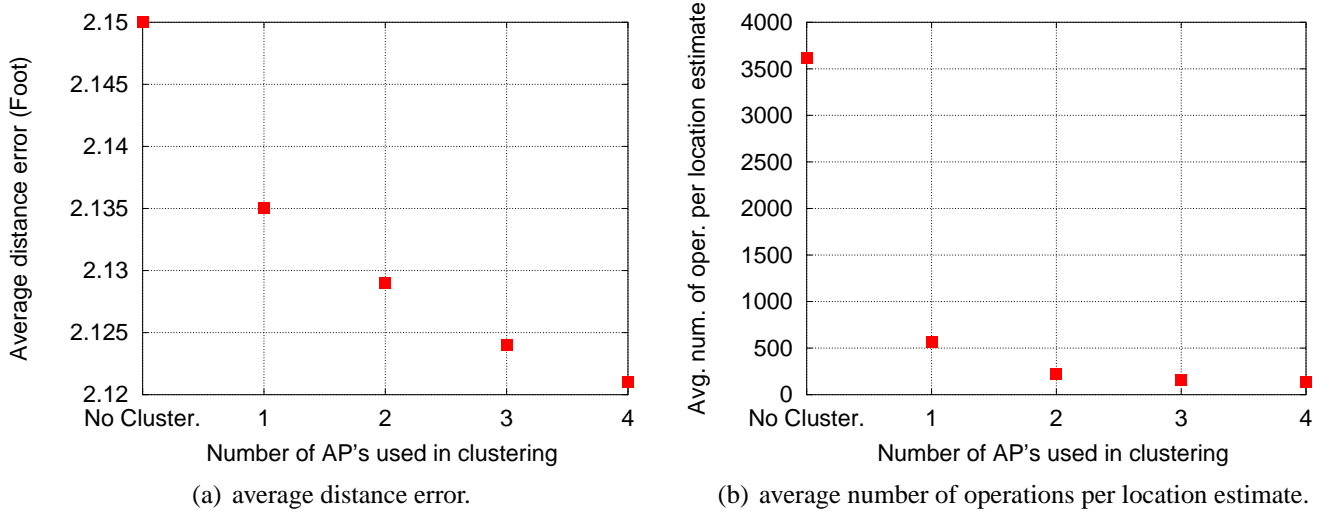 Average distance error (Foot)
2.15
2.145
2.14
2.135
2.13
2.125
2.12
No Cluster. 1 2 3 4
Number of AP's used in clustering
(a) average distance error.
Avg. num. of oper. per location estimate
4000
3500
3000
2500
2000
1500
1000
500
0
No Cluster. 1 2 3 4
Number of AP's used in clustering
(b) average number of operations per location estimate.